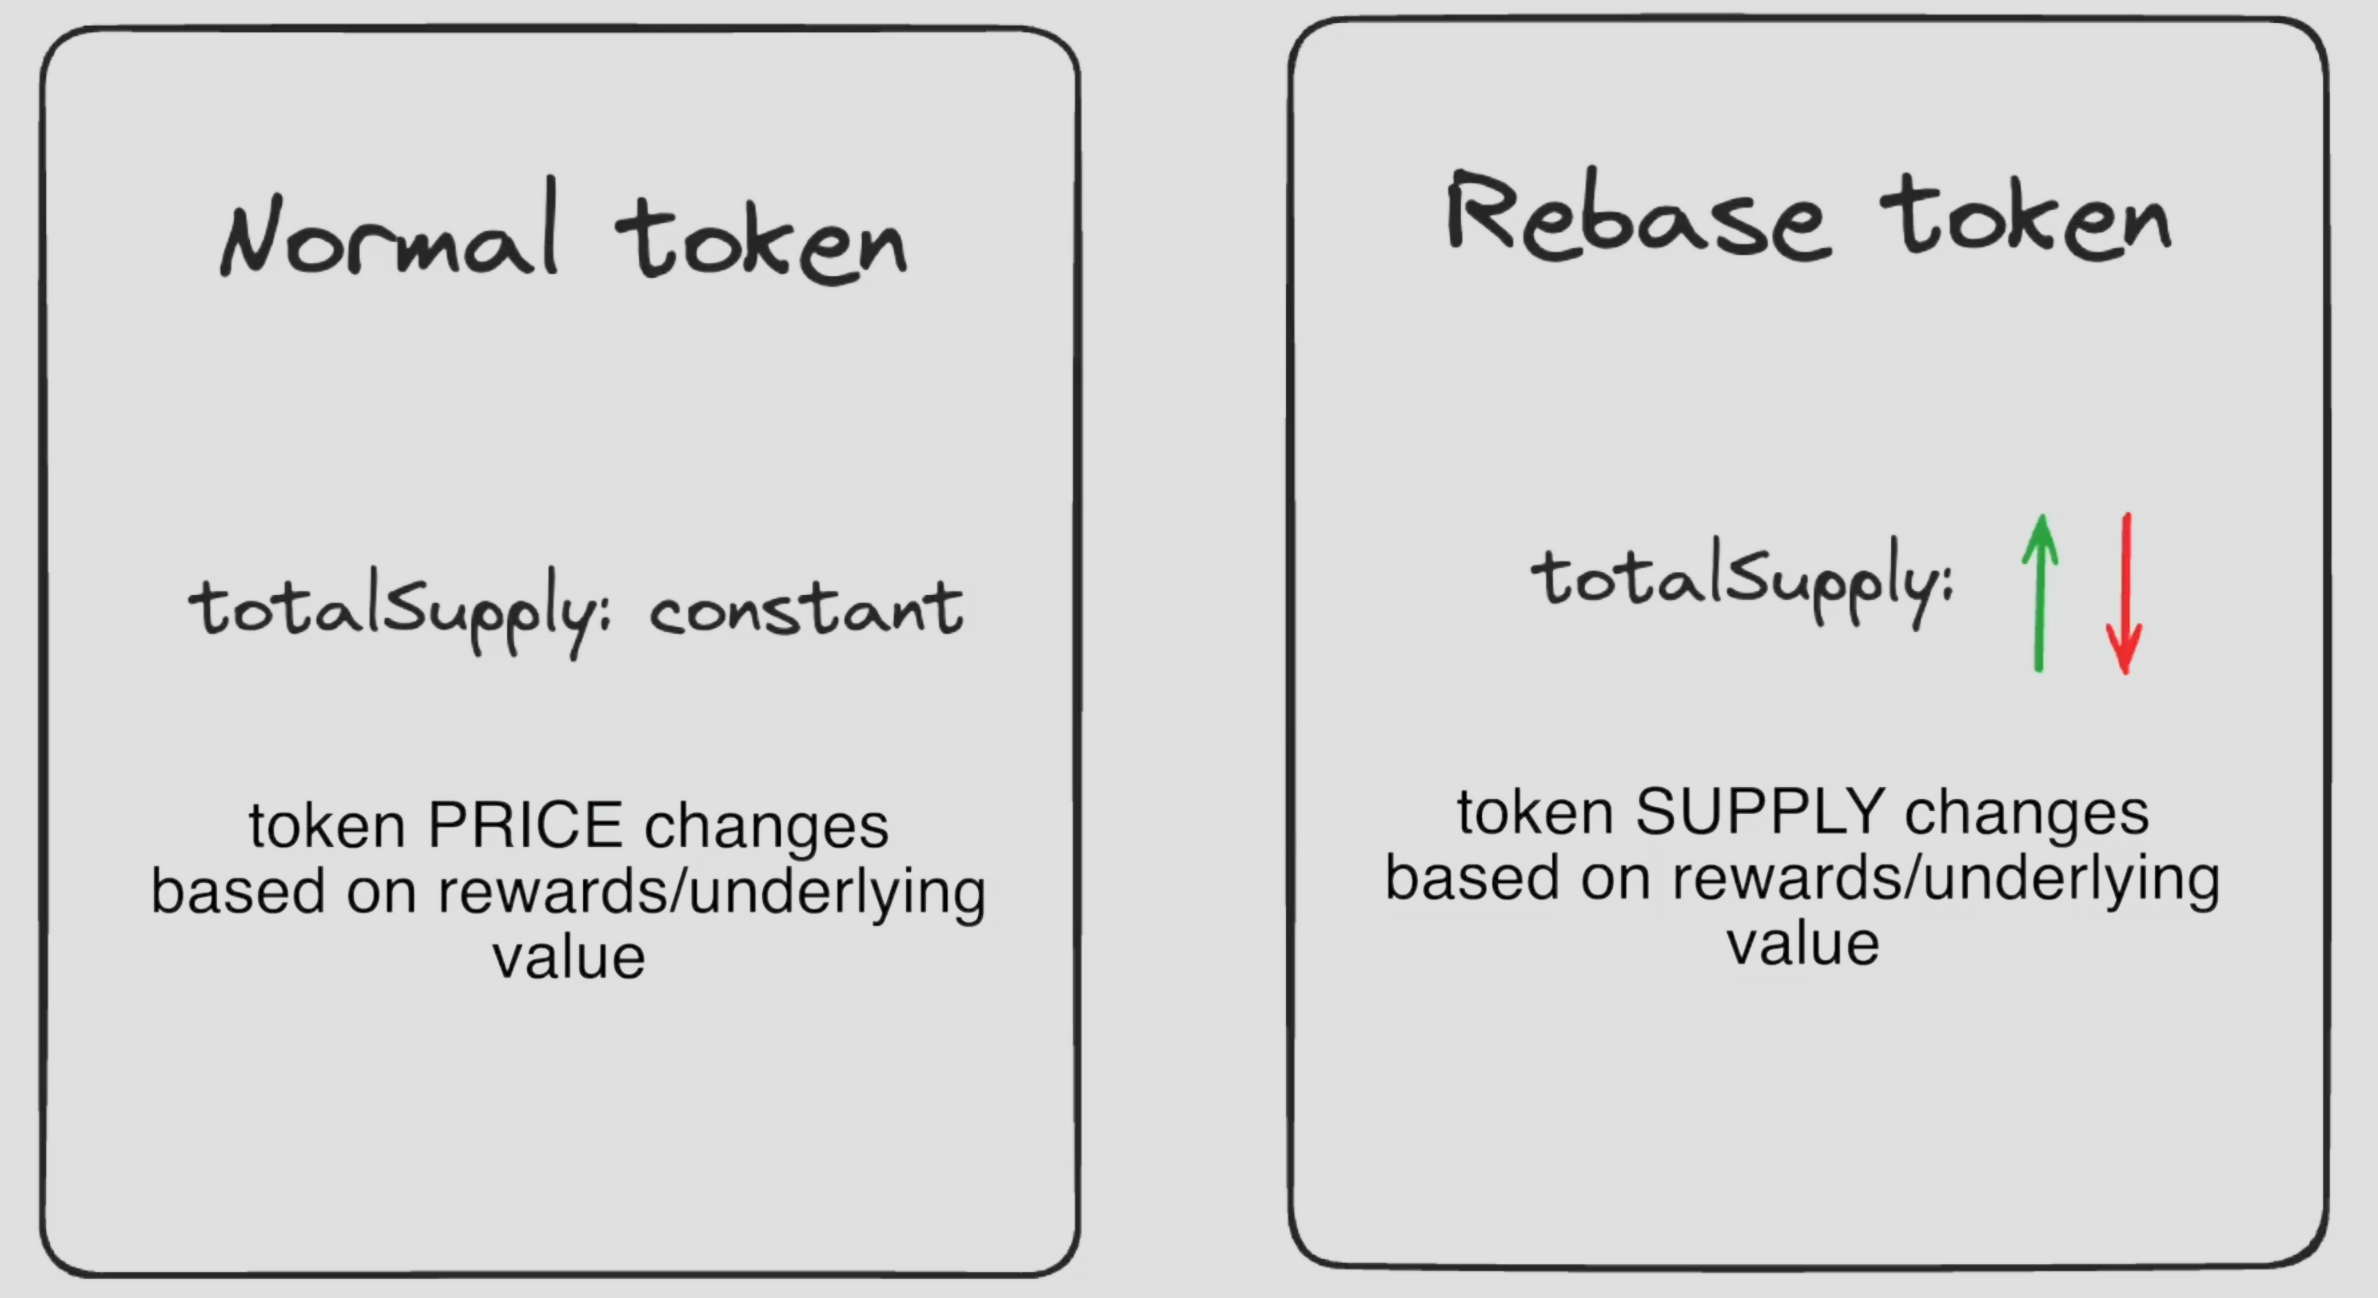 Normal token
totalSupply: constant
token PRICE changes
based on rewards/underlying
value
Rebase token
totalSupply:
token SUPPLY changes
based on rewards/underlying
value